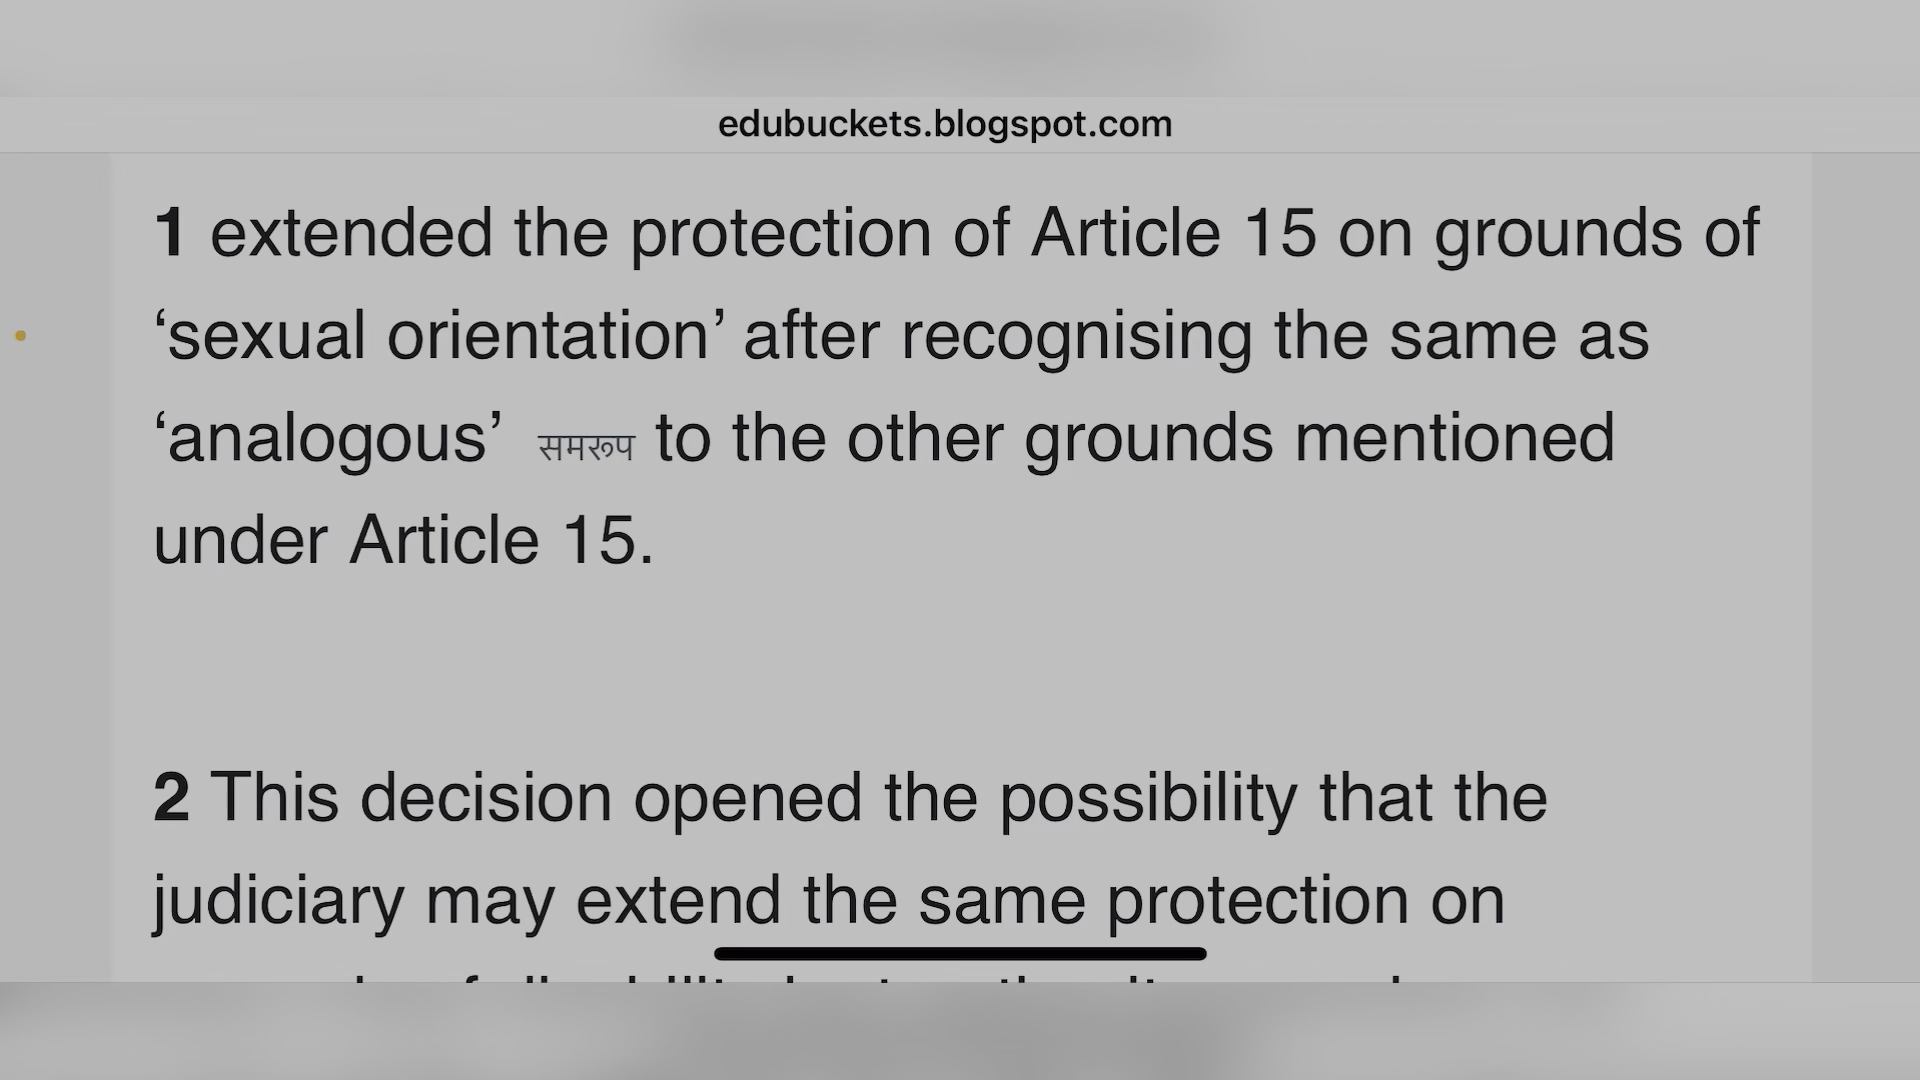 edubuckets.blogspot.com
1 extended the protection of Article 15 on grounds of
‘sexual orientation’ after recognising the same as
‘analogous’ समरूप to the other grounds mentioned
under Article 15.
2 This decision opened the possibility that the
judiciary may extend the same protection on